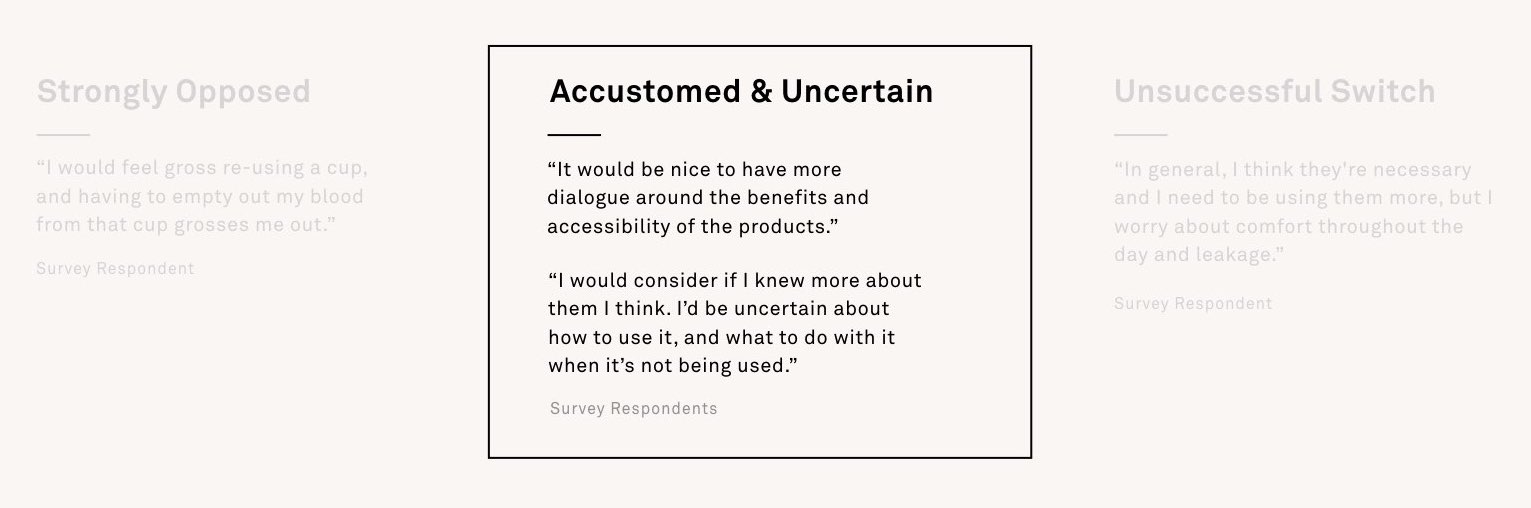 Strongly Opposed
“I would feel gross re-using a cup,
and having to empty out my blood
from that cup grosses me out.”
Survey Respondent
Accustomed & Uncertain
“It would be nice to have more
dialogue around the benefits and
accessibility of the products.”
“I would consider if I knew more about
them I think. I’d be uncertain about
how to use it, and what to do with it
when it’s not being used.”
Survey Respondents
Unsuccessful Switch
“In general, I think they're necessary
and I need to be using them more, but I
worry about comfort throughout the
day and leakage.”
Survey Respondent